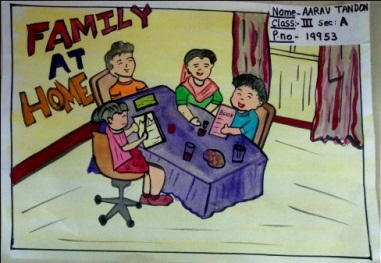 FAMILY
AT
HOME
Name:- AARAV TANDON
Class:- III Sec: A
P.no- 19953